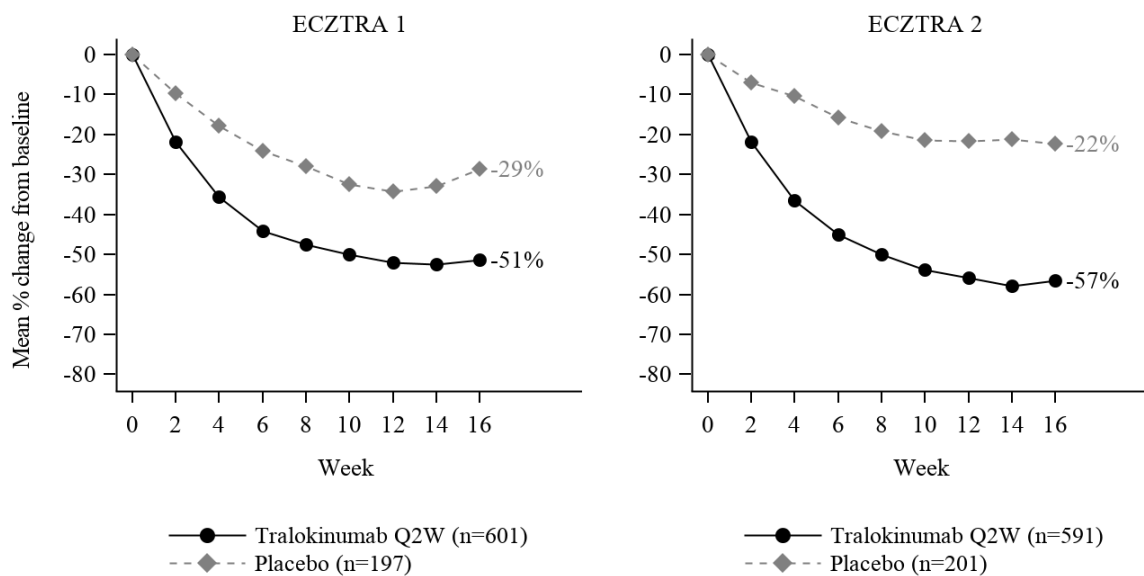 ECZTRA 1
Mean % change from baseline
0
-10
-20
-30
-40
-50
-60
-70
-80
-29%
-51%
0 2 4 6 8 10 12 14 16
Week
Tralokinumab Q2W (n=601)
Placebo (n=197)
ECZTRA 2
0
-10
-20
-30
-40
-50
-60
-70
-80
-22%
-57%
0 2 4 6 8 10 12 14 16
Week
Tralokinumab Q2W (n=591)
Placebo (n=201)